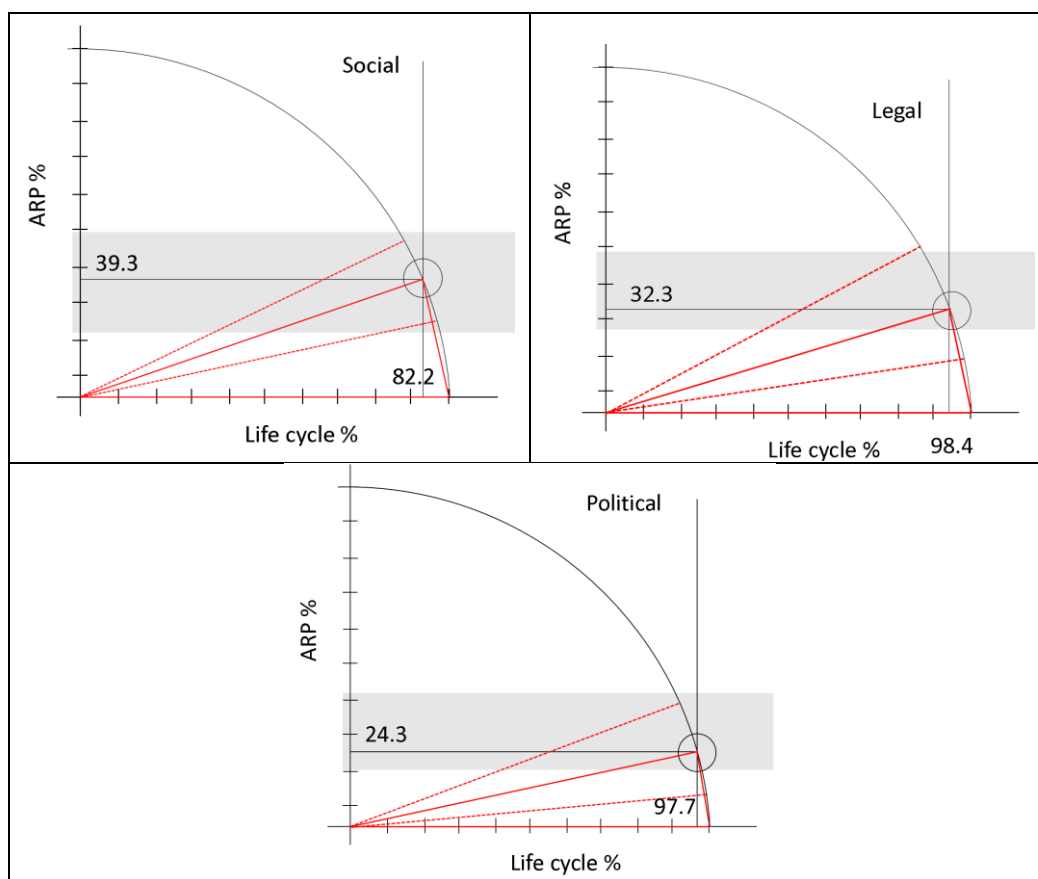 Social
ARP %
39.3
82.2
Life cycle %
Legal
ARP %
32.3
Life cycle %
98.4
Political
ARP %
24.3
97.7
Life cycle %